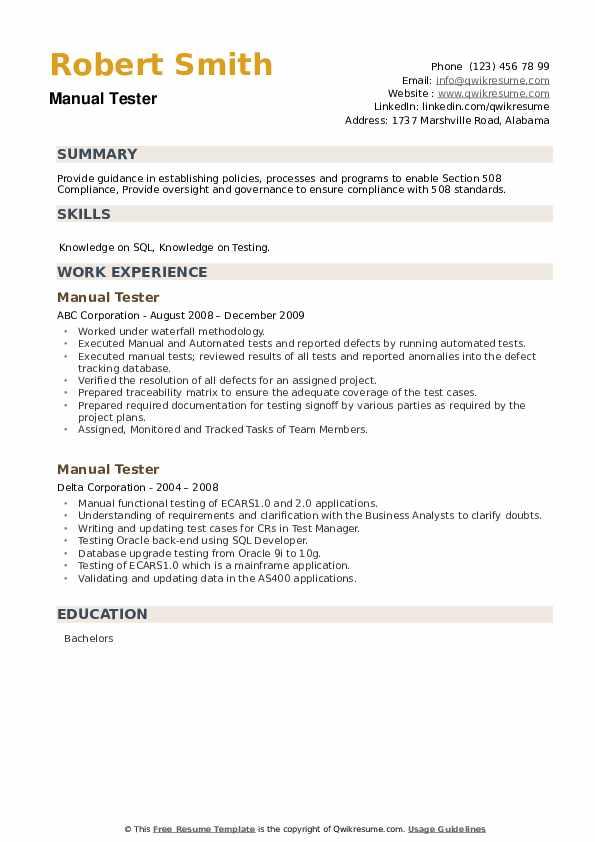 Robert Smith
Manual Tester
Phone (123) 456 78 99
Email: info@qwikresume.com
Website : www.qwikresume.com
LinkedIn: linkedin.com/qwikresume
Address: 1737 Marshville Road, Alabama
SUMMARY
Provide guidance in establishing policies, processes and programs to enable Section 508
Compliance, Provide oversight and governance to ensure compliance with 508 standards.
SKILLS
Knowledge on SQL, Knowledge on Testing.
WORK EXPERIENCE
Manual Tester
ABC Corporation - August 2008 – December 2009
• Worked under waterfall methodology.
• Executed Manual and Automated tests and reported defects by running automated tests.
• Executed manual tests; reviewed results of all tests and reported anomalies into the defect
tracking database.
• Verified the resolution of all defects for an assigned project.
• Prepared traceability matrix to ensure the adequate coverage of the test cases.
• Prepared required documentation for testing signoff by various parties as required by the
project plans.
• Assigned, Monitored and Tracked Tasks of Team Members.
Manual Tester
Delta Corporation - 2004 – 2008
• Manual functional testing of ECARS1.0 and 2.0 applications.
• Understanding of requirements and clarification with the Business Analysts to clarify doubts.
• Writing and updating test cases for CRs in Test Manager.
• Testing Oracle back-end using SQL Developer.
• Database upgrade testing from Oracle 9i to 10g.
• Testing of ECARS1.0 which is a mainframe application.
• Validating and updating data in the AS400 applications.
EDUCATION
Bachelors
© This Free Resume Template is the copyright of Qwikresume.com. Usage Guidelines